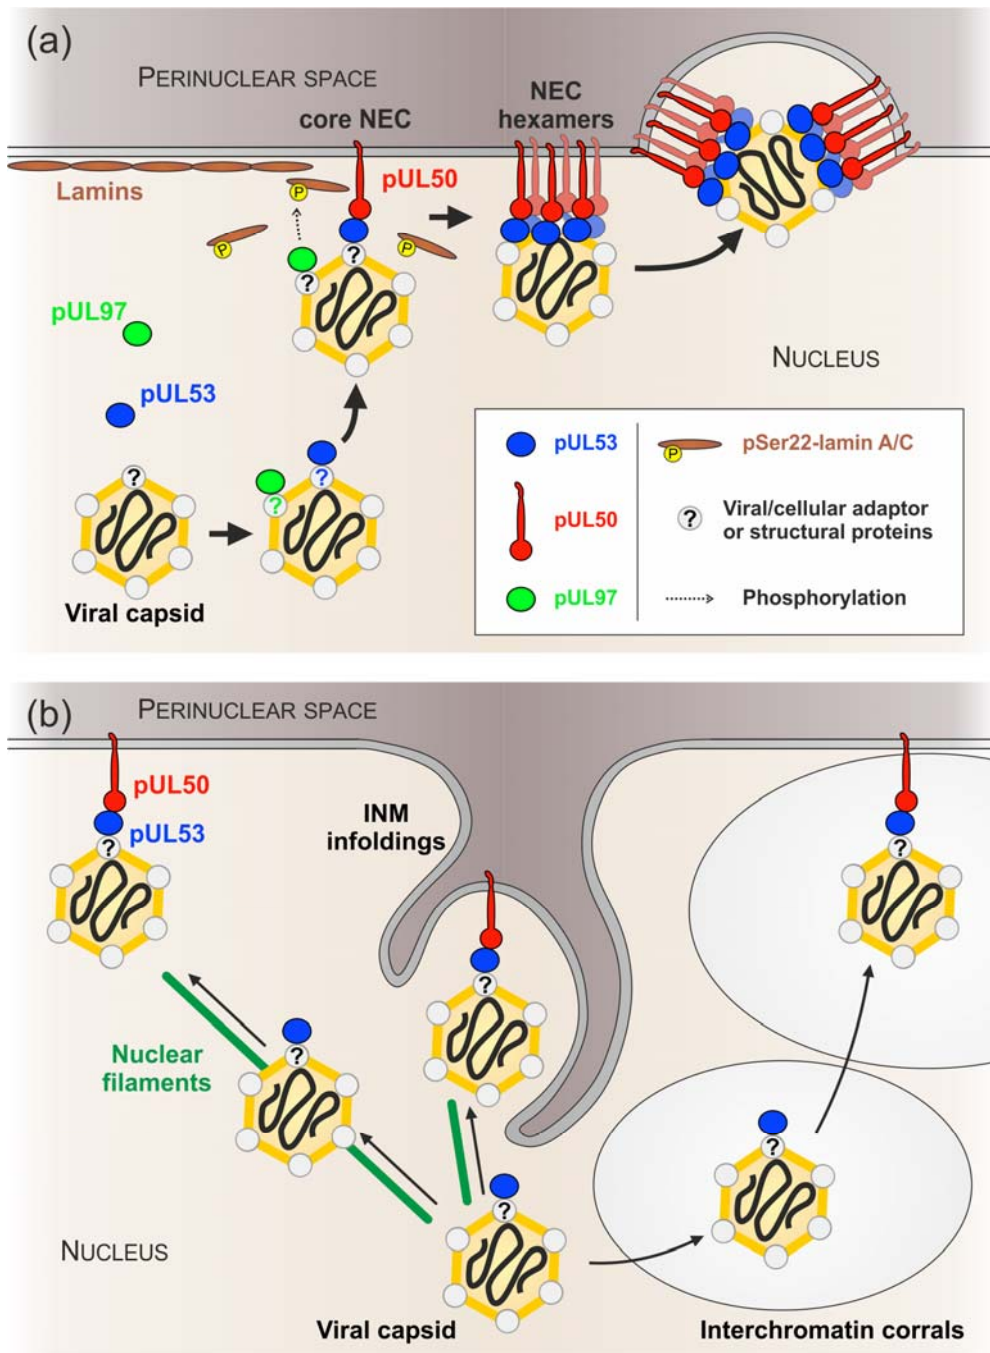 (a)
PERINUCLEAR SPACE
core NEC
NEC
hexamers
Lamins
pUL50
P
P
P
?
?
pUL97
NUCLEUS
pUL53
?
?
?
Viral capsid
pUL53
pUL50
pUL97
P
pSer22-lamin A/C
?
Viral/cellular adaptor
or structural proteins
Phosphorylation
(b)
PERINUCLEAR SPACE
pUL50
pUL53
?
INM
infoldings
?
?
Nuclear
filaments
?
?
?
NUCLEUS
Viral capsid
Interchromatin corrals